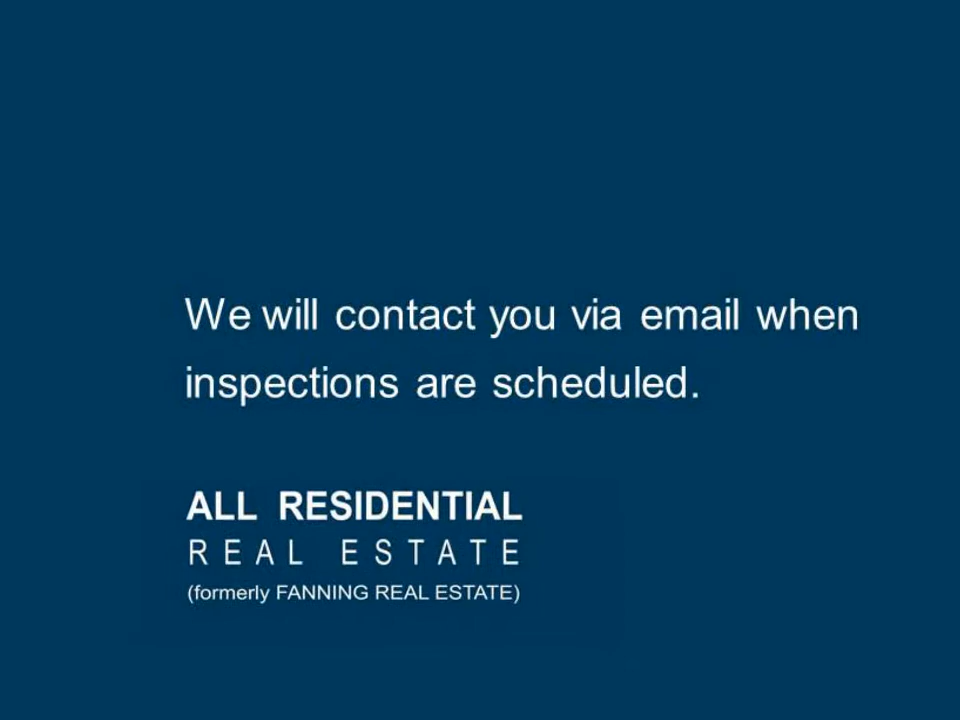 We will contact you via email when
inspections are scheduled.
ALL RESIDENTIAL
REAL ESTATE
(formerly FANNING REAL ESTATE)